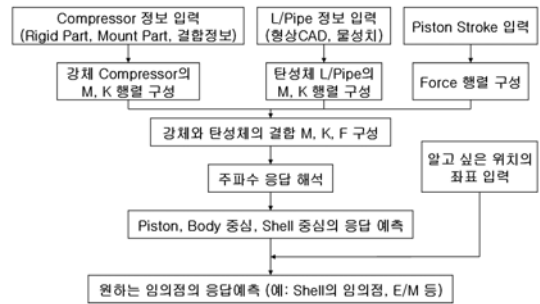 Compressor 정보 입력
(Rigid Part, Mount Part, 결합정보)
L/Pipe 정보 입력
(형상CAD, 물성치)
Piston Stroke 입력
강체 Compressor의
M, K 행렬 구성
탄성체 L/Pipe의
M, K 행렬 구성
Force 행렬 구성
강체와 탄성체의 결합 M, K, F 구성
알고 싶은 위치의
좌표 입력
주파수 응답 해석
Piston, Body 중심, Shell 중심의 응답 예측
원하는 임의점의 응답예측 (예: Shell의 임의점, E/M 등)